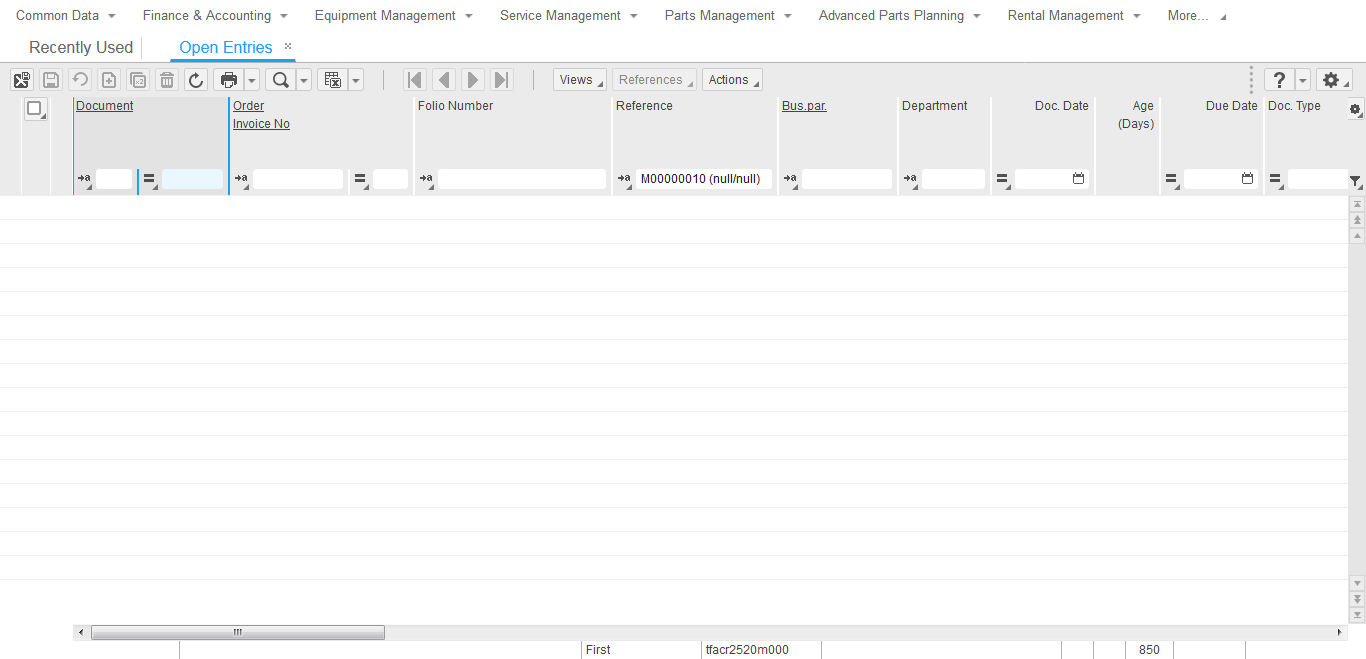 Common Data Finance & Accounting Equipment Management Service Management Parts Management Advanced Parts Planning Rental Management More...
Recently Used Open Entries ×
Views References Actions ?
Document Order Folio Number Reference Bus.par. Department Doc. Date Age Due Date Doc. Type
Invoice No (Days)
a = a = a a M00000010 (null/null) a a = = =
First tfacr2520m000 850